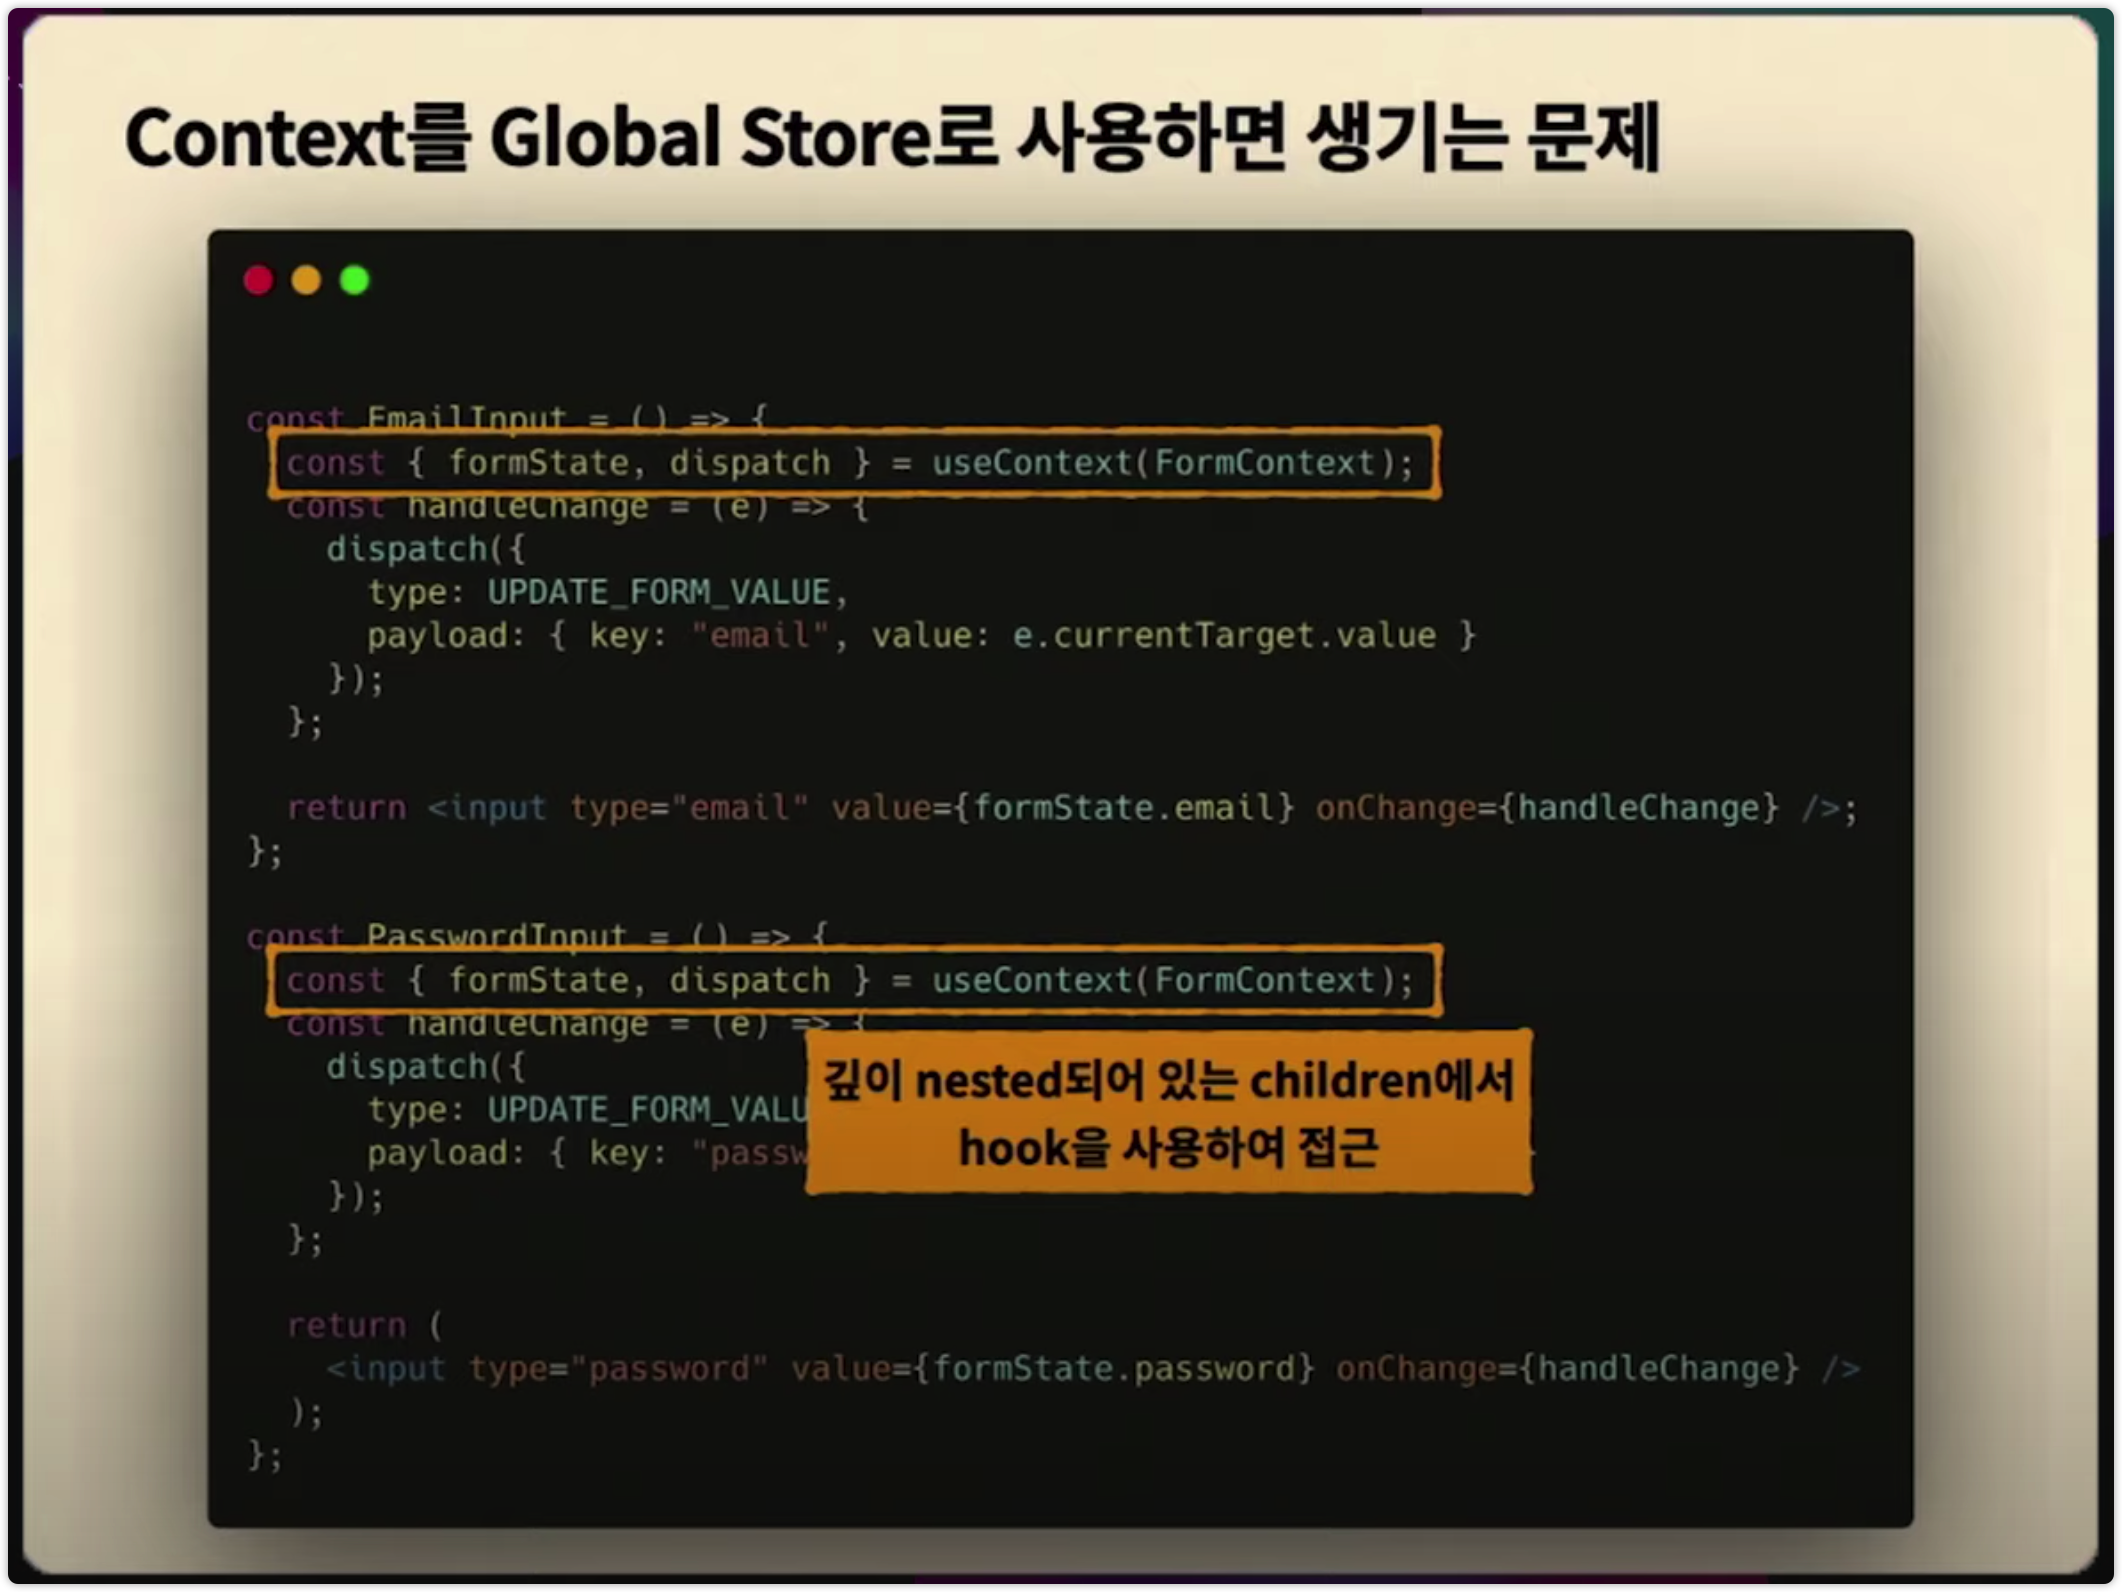 Context를 Global Store로 사용하면 생기는 문제
const EmailInput = () => {
const { formState, dispatch } = useContext(FormContext);
const handleChange = (e) => {
dispatch({
type: UPDATE_FORM_VALUE,
payload: { key: "email", value: e.currentTarget.value }
});
};
return <input type="email" value={formState.email} onChange={handleChange} />;
};
const PasswordInput = () => {
const { formState, dispatch } = useContext(FormContext);
const handleChange = (e) => {
dispatch({
type: UPDATE_FORM_VALU
payload: { key: "passw
깊이 nested되어 있는 children에서
hook을 사용하여 접근
});
};
return (
<input type="password" value={formState.password} onChange={handleChange} />
);
};